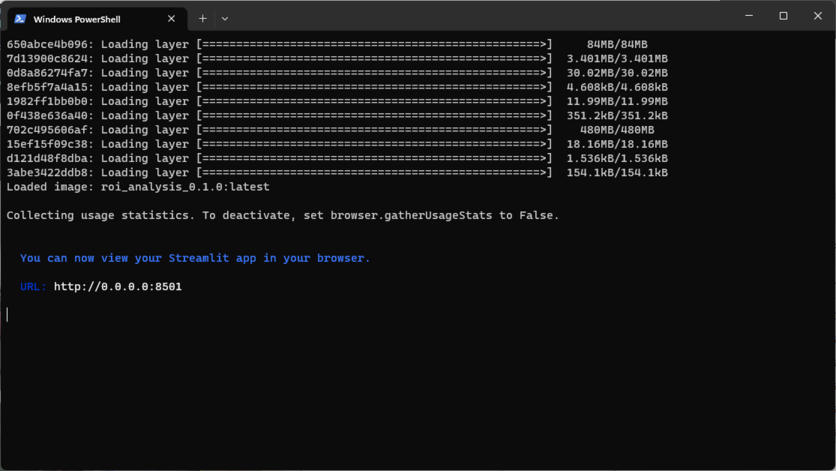 Windows PowerShell
650abce4b096: Loading layer [==================================================>] 84MB/84MB
7d13900c8624: Loading layer [==================================================>] 3.401MB/3.401MB
0d8a86274fa7: Loading layer [==================================================>] 30.02MB/30.02MB
8efb5f7a4a15: Loading layer [==================================================>] 4.608kB/4.608kB
1982ff1bb0b0: Loading layer [==================================================>] 11.99MB/11.99MB
0f438e636a40: Loading layer [==================================================>] 351.2kB/351.2kB
702c495606af: Loading layer [==================================================>] 480MB/480MB
15ef15f09c38: Loading layer [==================================================>] 18.16MB/18.16MB
d121d48f8dba: Loading layer [==================================================>] 1.536kB/1.536kB
3abe3422ddb8: Loading layer [==================================================>] 154.1kB/154.1kB
Loaded image: roi_analysis_0.1.0:latest
Collecting usage statistics. To deactivate, set browser.gatherUsageStats to False.
You can now view your Streamlit app in your browser.
URL: http://0.0.0.0:8501